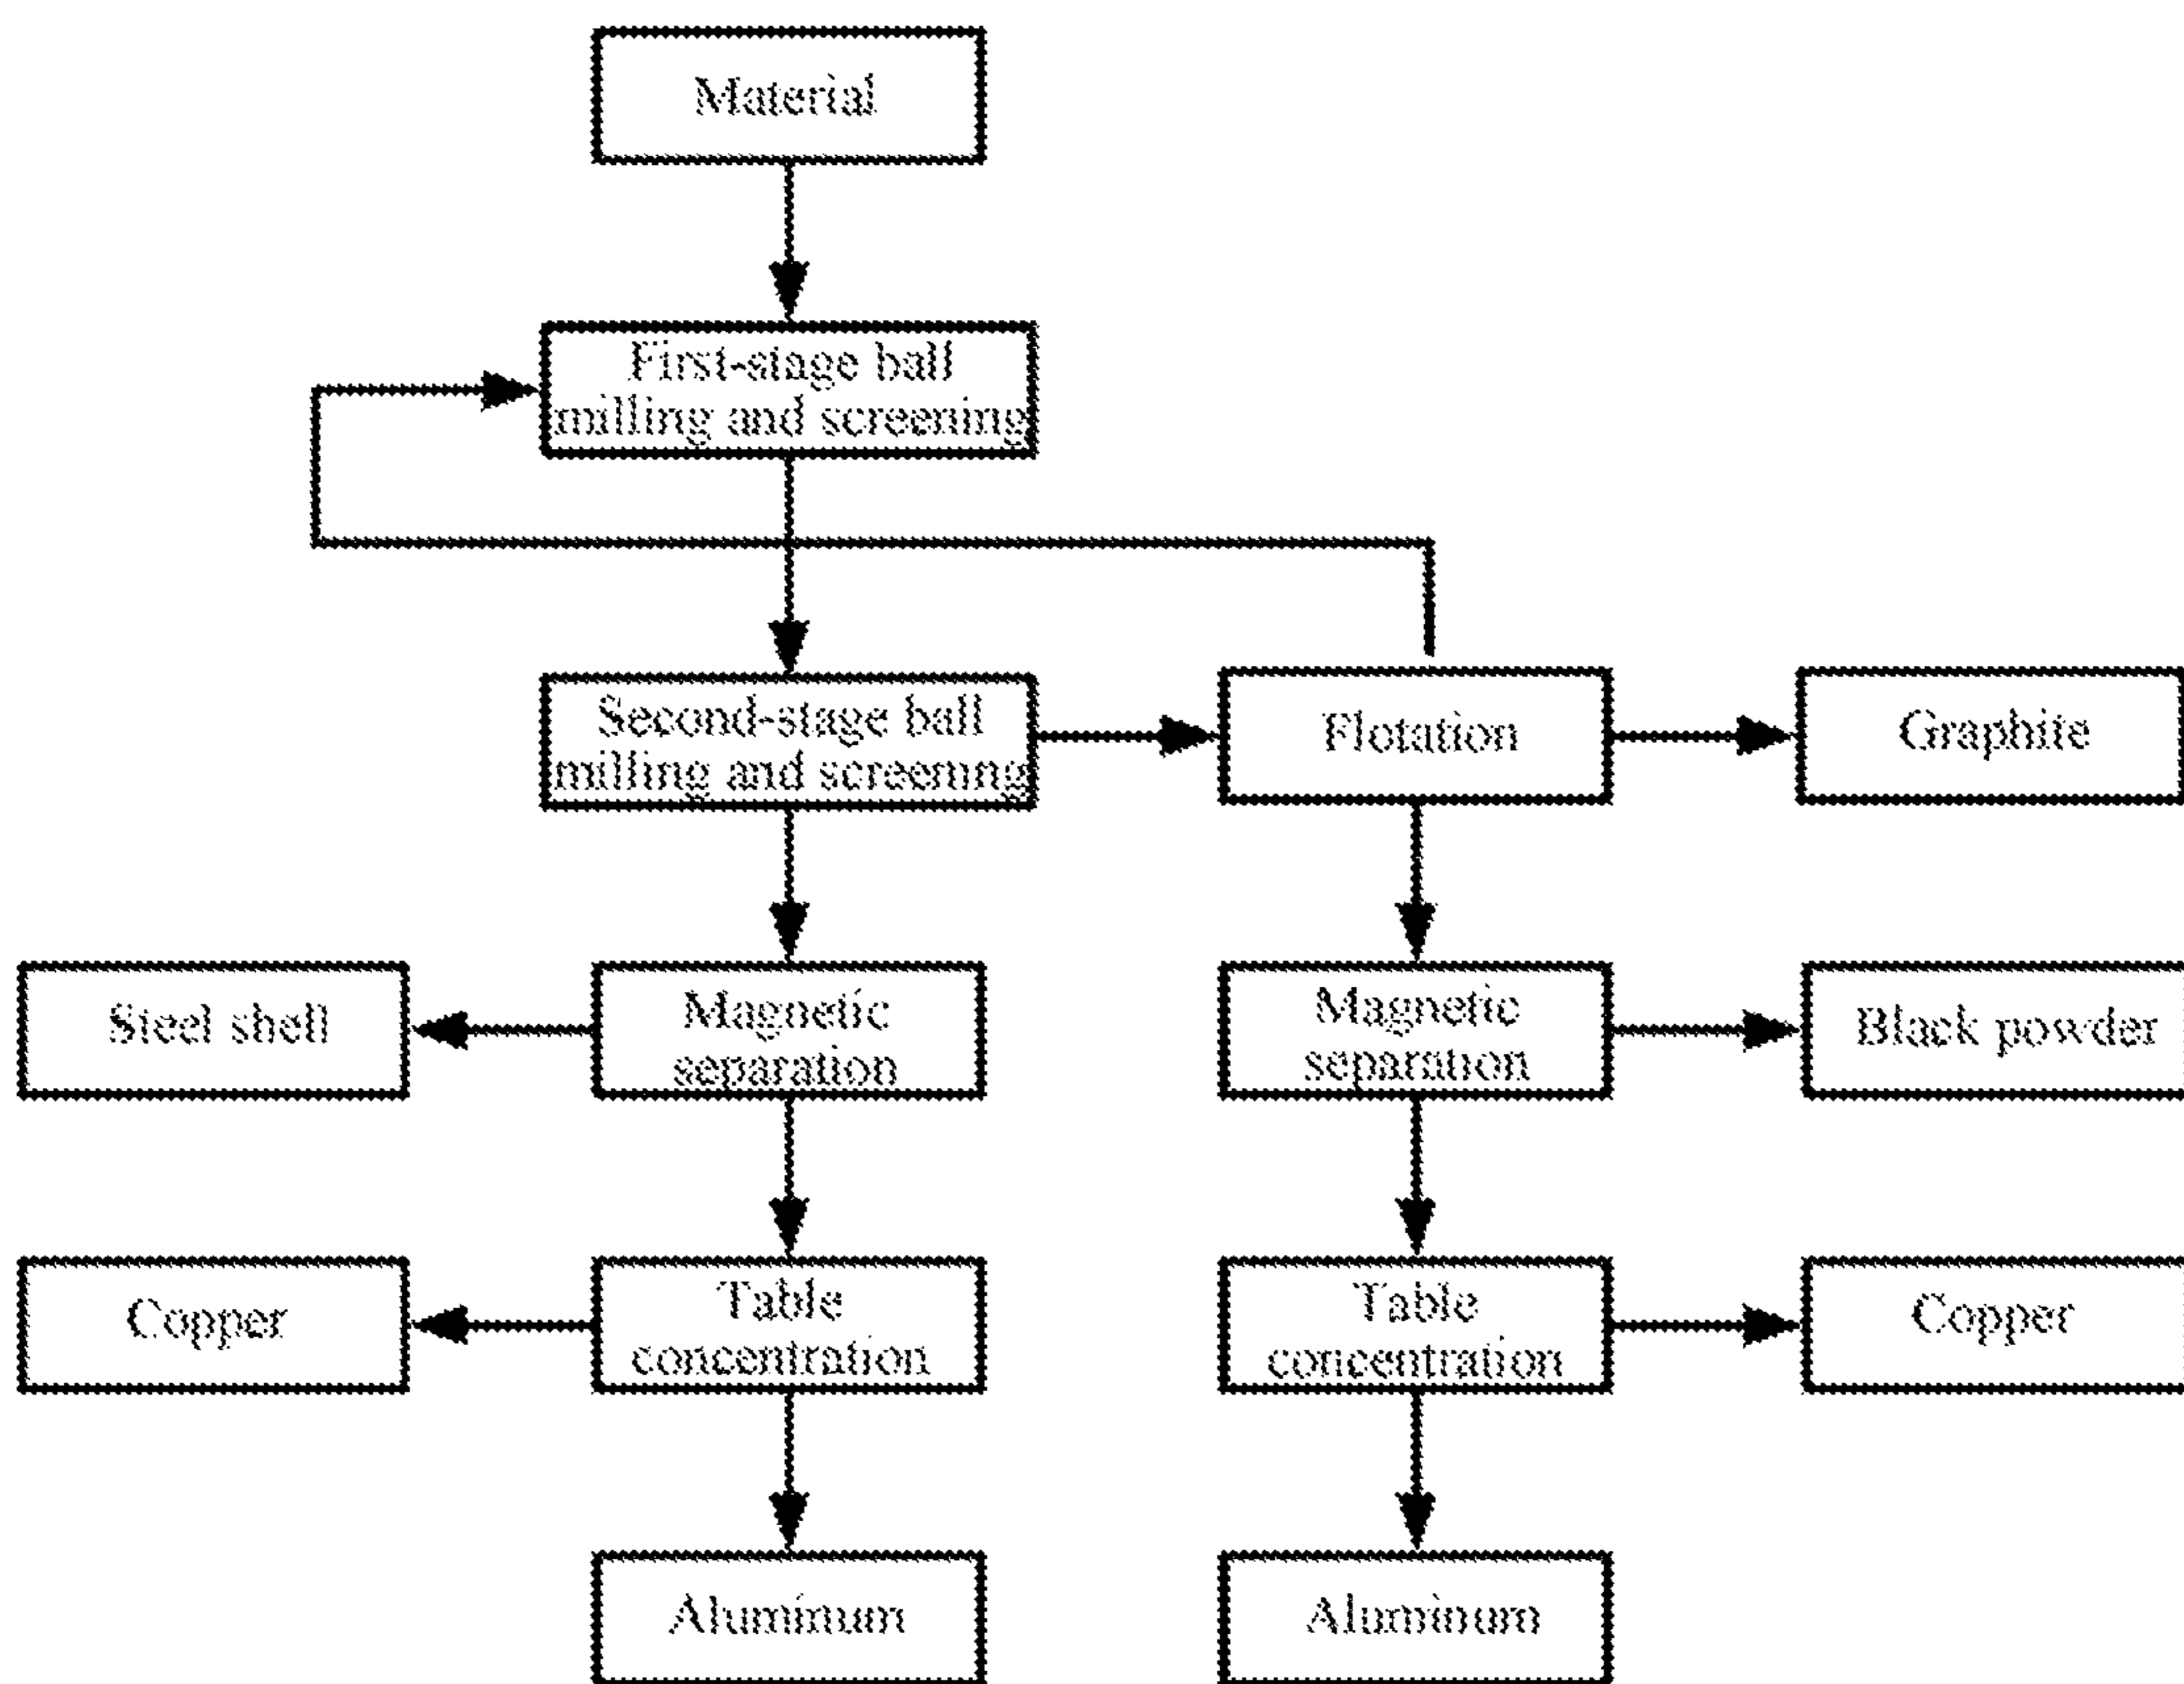 Material
First-stage ball
milling and screening
Second-stage ball
milling and screening
Flotation
Graphite
Steel shell
Magnetic
separation
Magnetic
separation
Black powder
Copper
Table
concentration
Table
concentration
Copper
Aluminum
Aluminum